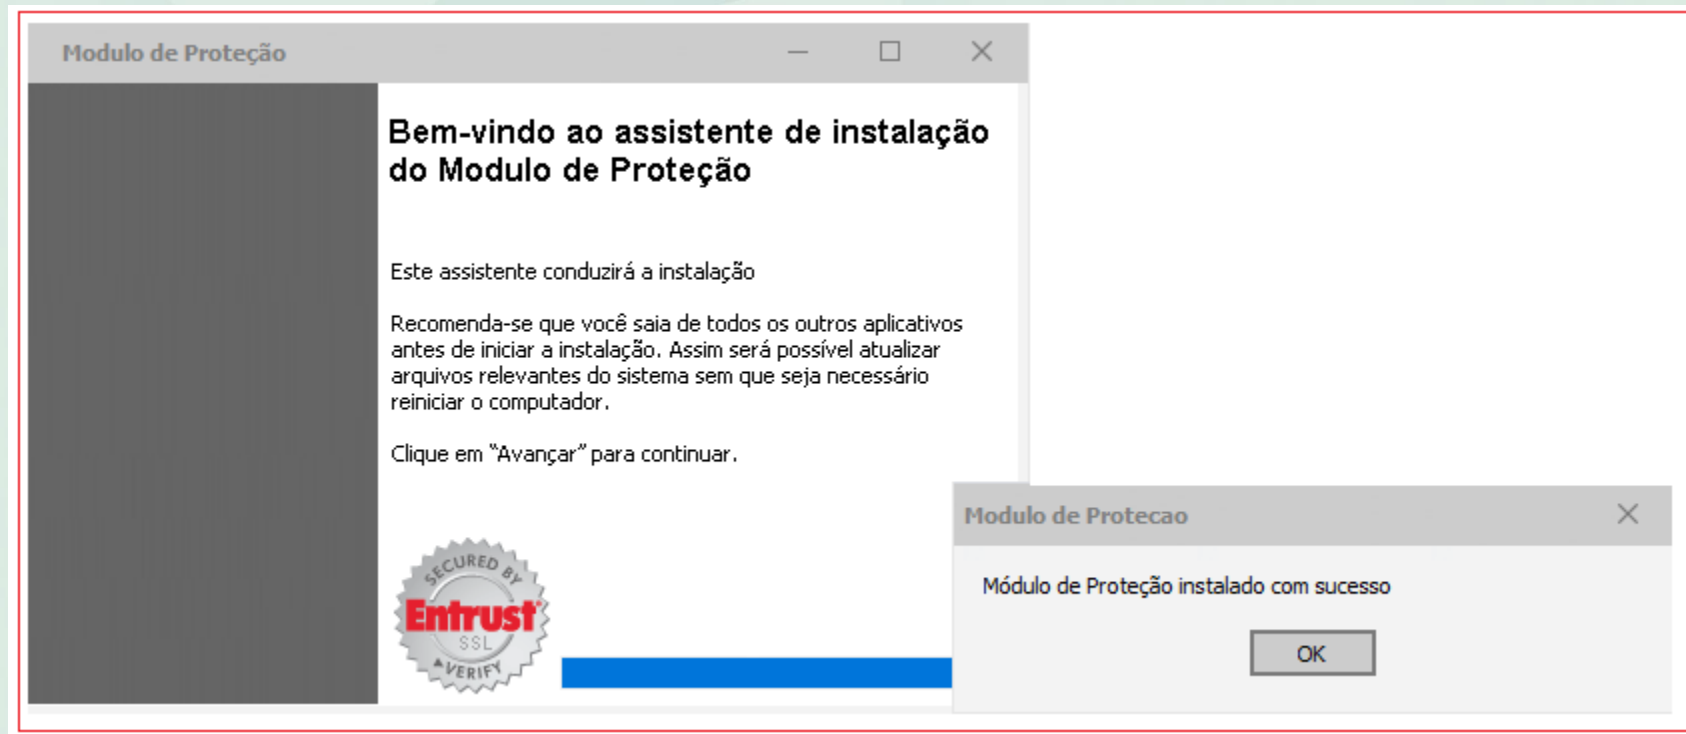 Modulo de Proteção
Bem-vindo ao assistente de instalação
do Modulo de Proteção
Este assistente conduzirá a instalação
Recomenda-se que você saia de todos os outros aplicativos
antes de iniciar a instalação. Assim será possível atualizar
arquivos relevantes do sistema sem que seja necessário
reiniciar o computador.
Clique em “Avançar” para continuar.
SECURED BY
Entrust
SSL
VERIFY
Modulo de Protecao
Módulo de Proteção instalado com sucesso
OK